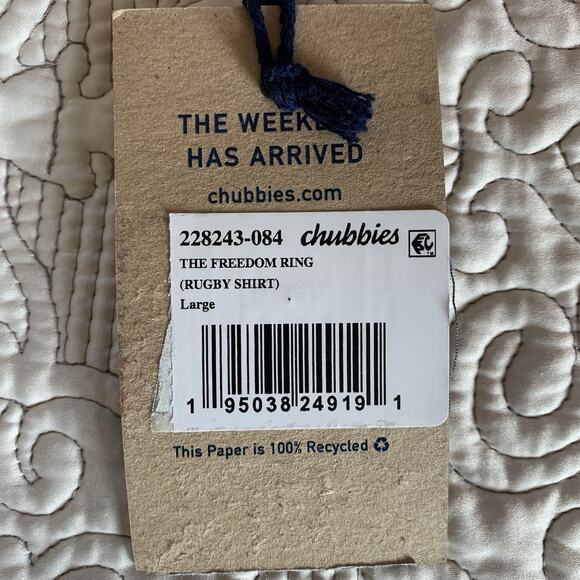 THE WEEKE
HAS ARRIVED
chubbies.com
228243-084 chubbies
THE FREEDOM RING
(RUGBY SHIRT)
Large
1 95038 24919 1
This Paper is 100% Recycled